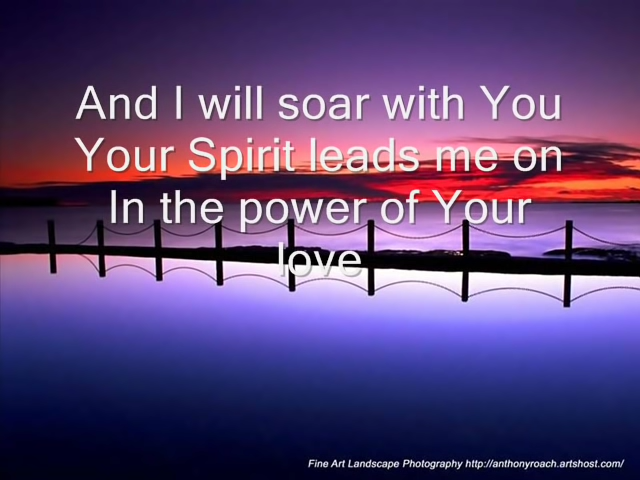 And I will soar with You
Your Spirit leads me on
In the power of Your
love
Fine Art Landscape Photography http://anthonyroach.artshost.com/